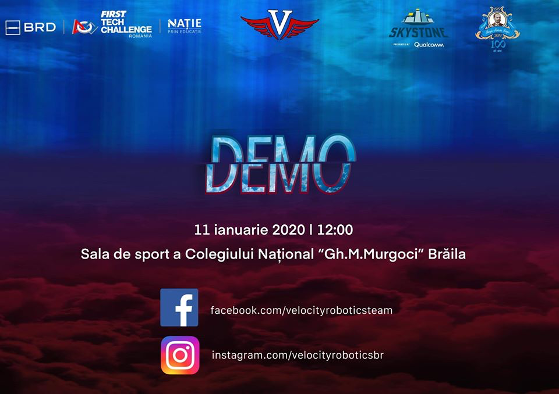 BRD
FIRST
TECH
CHALLENGE
ROMANIA
NAȚIE
PRIN EDUCAȚIE
V
SKYSTONE
Qualcomm
100
DEMO
11 ianuarie 2020 | 12:00
Sala de sport a Colegiului Național “Gh.M.Murgoci” Brăila
facebook.com/velocityroboticsteam
instagram.com/velocityroboticsbr